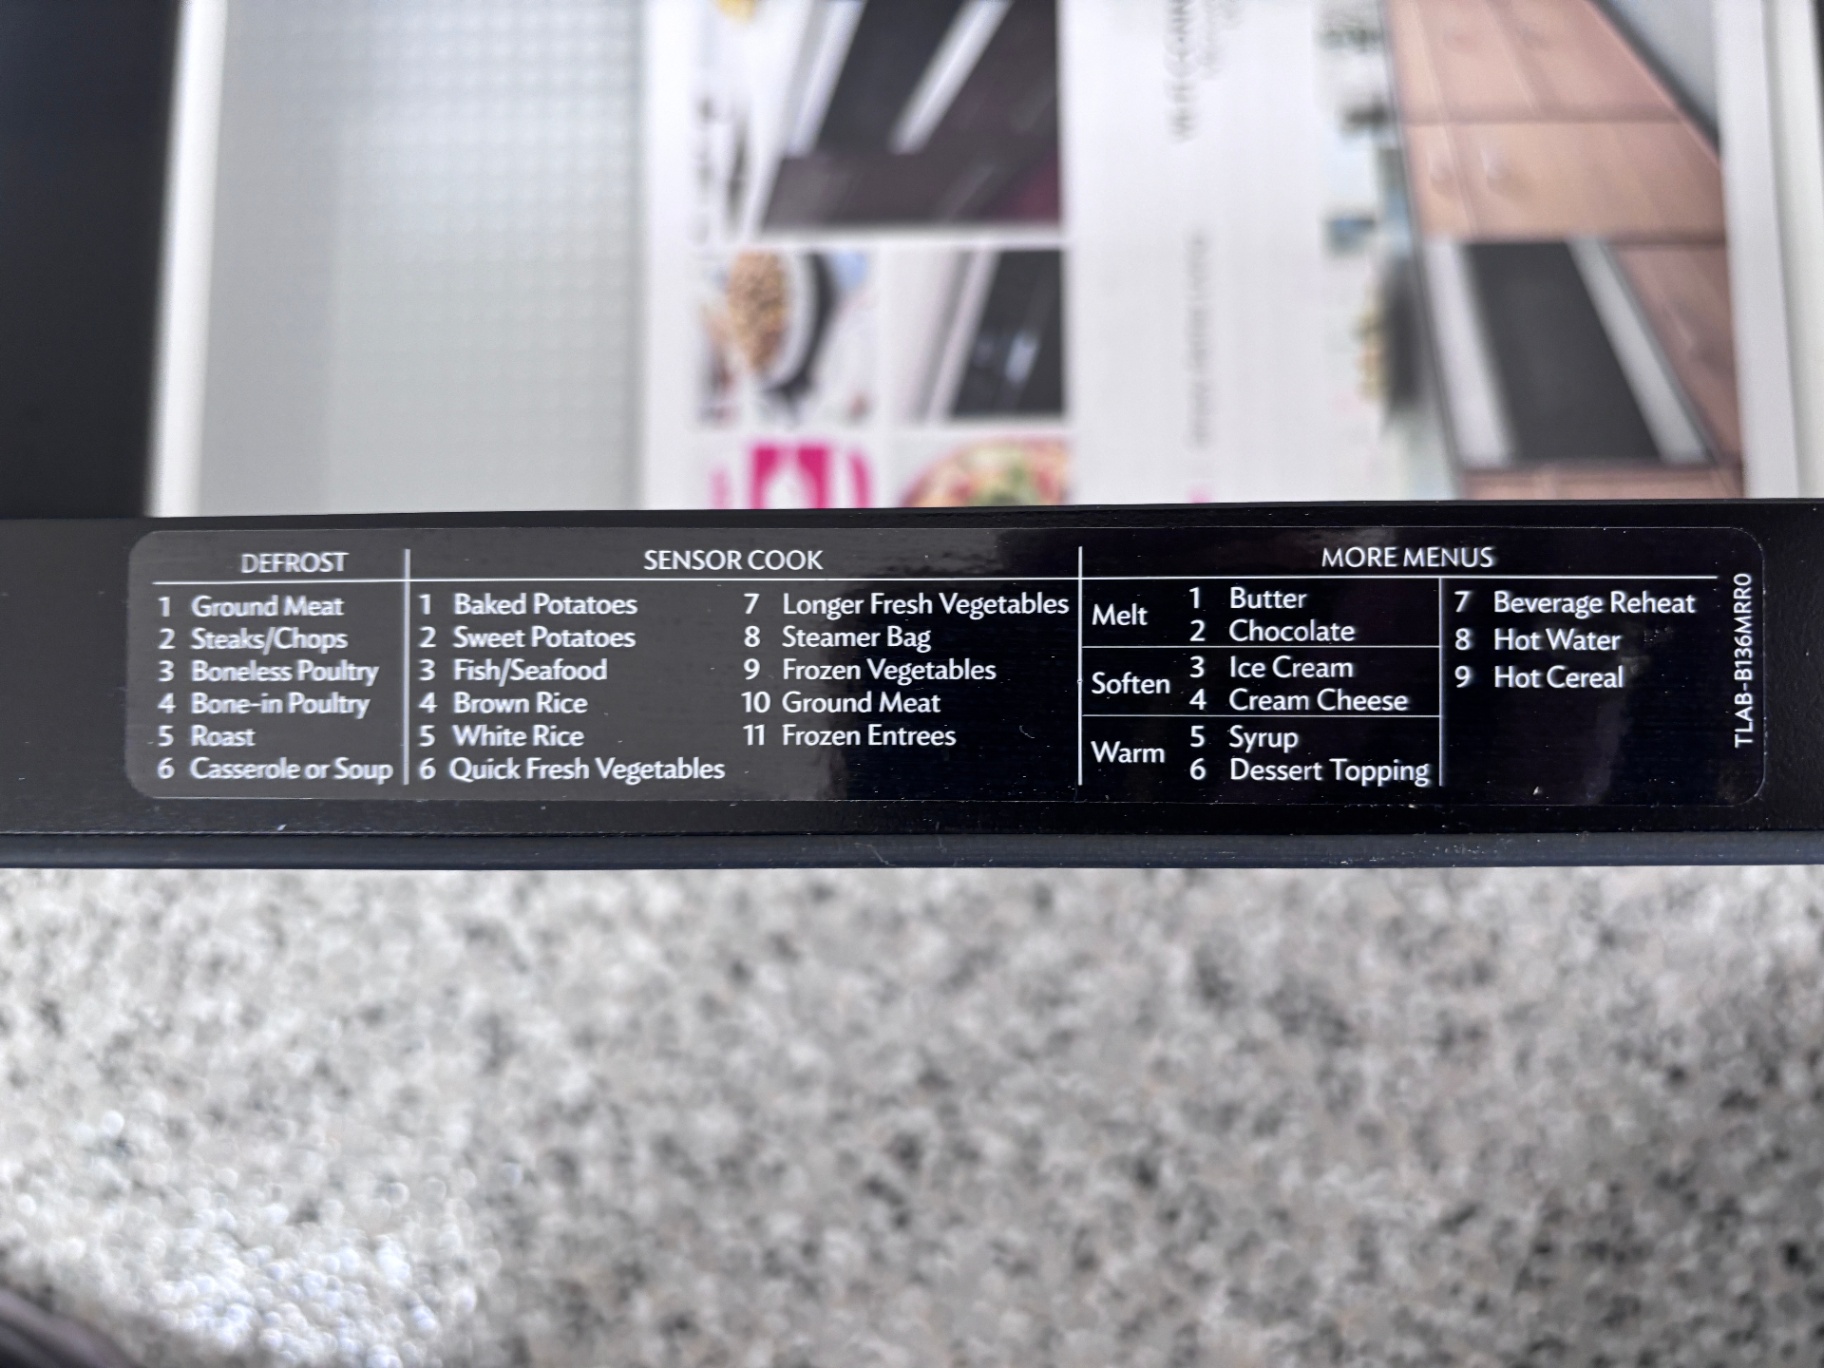 DEFROST
1 Ground Meat
2 Steaks/Chops
3 Boneless Poultry
4 Bone-in Poultry
5 Roast
6 Casserole or Soup
SENSOR COOK
1 Baked Potatoes
2 Sweet Potatoes
3 Fish/Seafood
4 Brown Rice
5 White Rice
6 Quick Fresh Vegetables
7 Longer Fresh Vegetables
8 Steamer Bag
9 Frozen Vegetables
10 Ground Meat
11 Frozen Entrees
MORE MENUS
Melt
1 Butter
2 Chocolate
Soften
3 Ice Cream
4 Cream Cheese
Warm
5 Syrup
6 Dessert Topping
7 Beverage Reheat
8 Hot Water
9 Hot Cereal
TLAB-B136MRR0